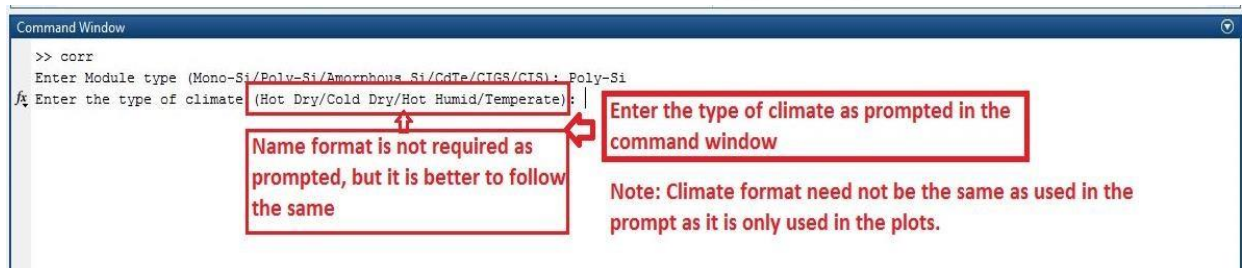 Command Window
>> corr
Enter Module type (Mono-Si/Poly-Si/Amorphous Si/CdTe/CIGS/CIS): Poly-Si
fx Enter the type of climate (Hot Dry/Cold Dry/Hot Humid/Temperate):
Name format is not required as
prompted, but it is better to follow
the same
Enter the type of climate as prompted in the
command window
Note: Climate format need not be the same as used in the
prompt as it is only used in the plots.